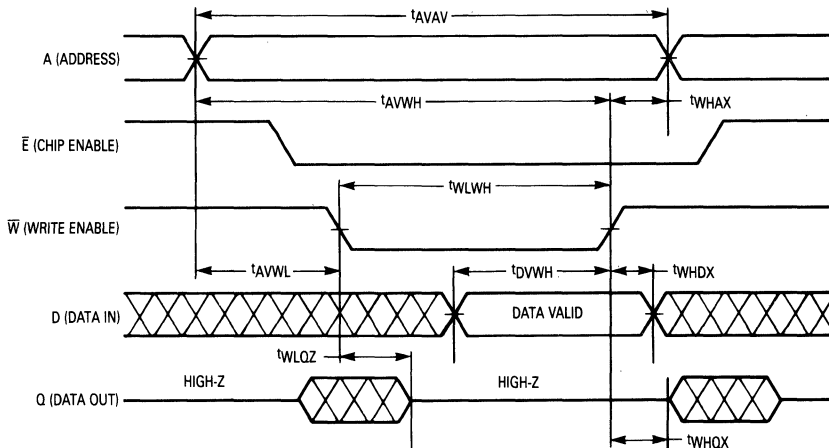 tAVAV
A (ADDRESS)
tAVWH
tWHAX
E̅ (CHIP ENABLE)
tWLWH
W̅ (WRITE ENABLE)
tAVWL
tDVWH
tWHDX
D (DATA IN)
DATA VALID
tWLQZ
HIGH-Z
HIGH-Z
Q (DATA OUT)
tWHQX